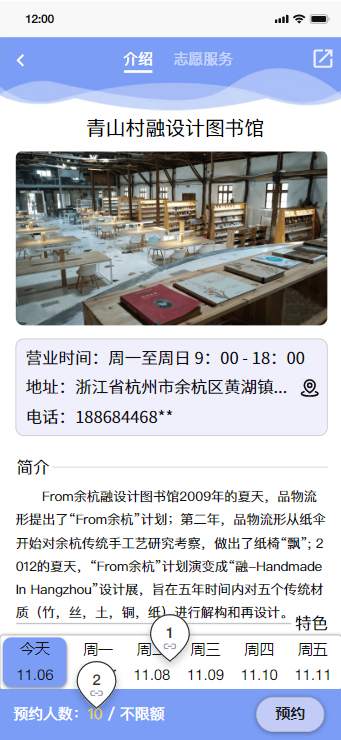 12:00
介绍 志愿服务
青山村融设计图书馆
营业时间：周一至周日 9：00 - 18：00
地址：浙江省杭州市余杭区黄湖镇...
电话：188684468**
简介
From余杭融设计图书馆2009年的夏天，品物流
形提出了“From余杭”计划；第二年，品物流形从纸伞
开始对余杭传统手工艺研究考察，做出了纸椅“飘”; 2
012的夏天，“From余杭”计划演变成“融-Handmade
In Hangzhou”设计展，旨在五年时间内对五个传统材
质（竹，丝，土，铜，纸）进行解构和再设计。
特色
1
今天 周一 周三 周四 周五
11.06 11.08 11.09 11.10 11.11
2
预约人数：10 / 不限额 预约